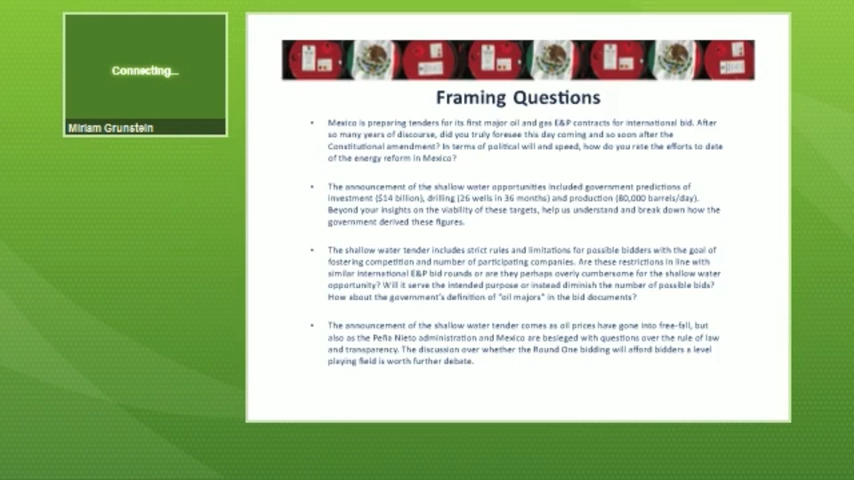 Connecting...
Miriam Grunstein
Framing Questions
• Mexico is preparing tenders for its first major oil and gas E&P contracts for international bid. After
so many years of discourse, did you truly foresee this day coming and so soon after the
Constitutional amendment? In terms of political will and speed, how do you rate the efforts to date
of the energy reform in Mexico?
• The announcement of the shallow water opportunities included government predictions of
investment ($14 billion), drilling (26 wells in 36 months) and production (80,000 barrels/day).
Beyond your insights on the viability of these targets, help us understand and break down how the
government derived these figures.
• The shallow water tender includes strict rules and limitations for possible bidders with the goal of
fostering competition and number of participating companies. Are these restrictions in line with
similar international E&P bid rounds or are they perhaps overly cumbersome for the shallow water
opportunity? Will it serve the intended purpose or instead diminish the number of possible bids?
How about the government's definition of "oil majors" in the bid documents?
• The announcement of the shallow water tender comes as oil prices have gone into free-fall, but
also as the Peña Nieto administration and Mexico are besieged with questions over the rule of law
and transparency. The discussion over whether the Round One bidding will afford bidders a level
playing field is worth further debate.